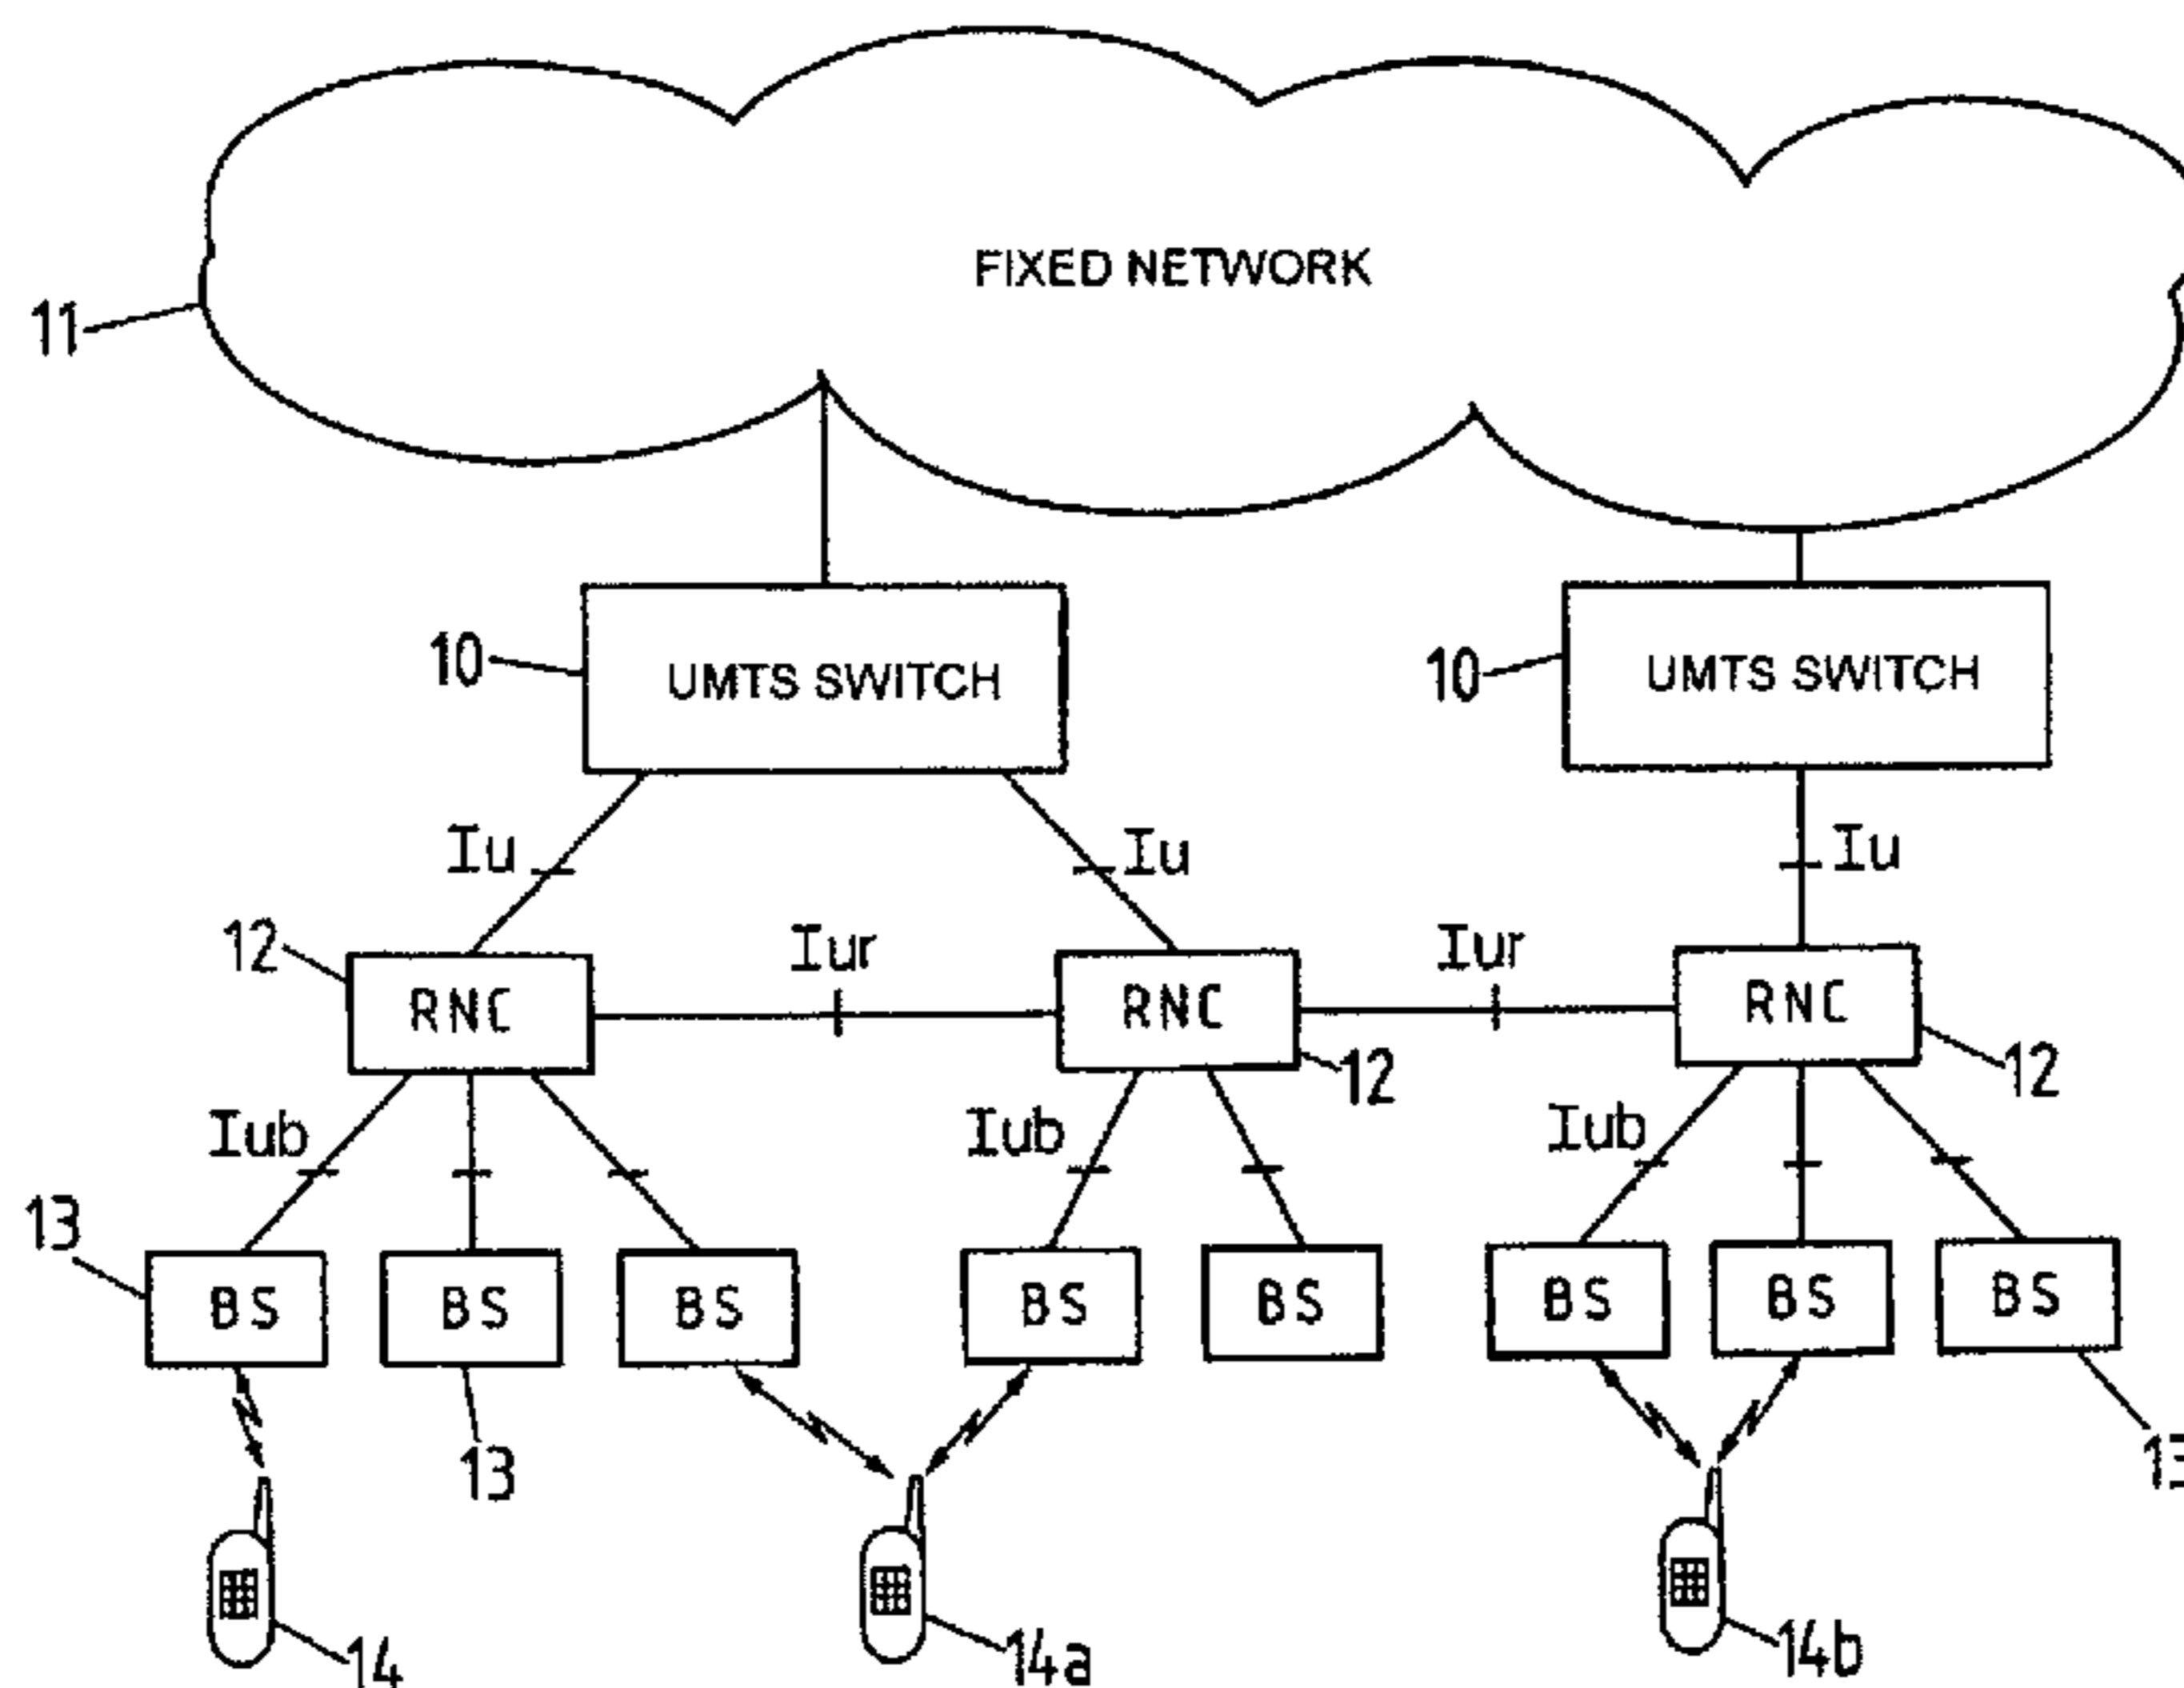 FIXED NETWORK
11
10 UMTS SWITCH 10 UMTS SWITCH
Iu Iu Iu
12 Iur Iur
RNC RNC RNC
12 12
Iub Iub Iub
13
BS BS BS BS BS BS BS BS
13
14 14a 14b